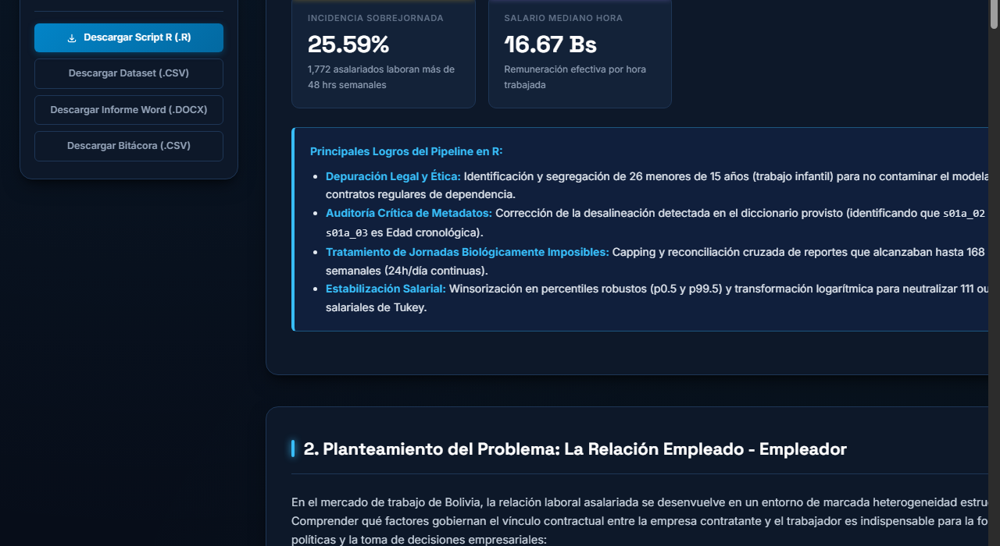 Descargar Script R (.R)
Descargar Dataset (.CSV)
Descargar Informe Word (.DOCX)
Descargar Bitácora (.CSV)
INCIDENCIA SOBREJORNADA
25.59%
1,772 asalariados laboran más de
48 hrs semanales
SALARIO MEDIANO HORA
16.67 Bs
Remuneración efectiva por hora
trabajada
Principales Logros del Pipeline en R:
Depuración Legal y Ética: Identificación y segregación de 26 menores de 15 años (trabajo infantil) para no contaminar el
contratos regulares de dependencia.
Auditoría Crítica de Metadatos: Corrección de la desalineación detectada en el diccionario provisto (identificando que s01a_02
s01a_03 es Edad cronológica).
Tratamiento de Jornadas Biológicamente Imposibles: Capping y reconciliación cruzada de reportes que alcanzaban hasta 168
semanales (24h/día continuas).
Estabilización Salarial: Winsorización en percentiles robustos (p0.5 y p99.5) y transformación logarítmica para neutralizar 111
salariales de Tukey.
2. Planteamiento del Problema: La Relación Empleado - Empleador
En el mercado de trabajo de Bolivia, la relación laboral asalariada se desenvuelve en un entorno de marcada heterogeneidad
Comprender qué factores gobiernan el vínculo contractual entre la empresa contratante y el trabajador es indispensable para la
políticas y la toma de decisiones empresariales: